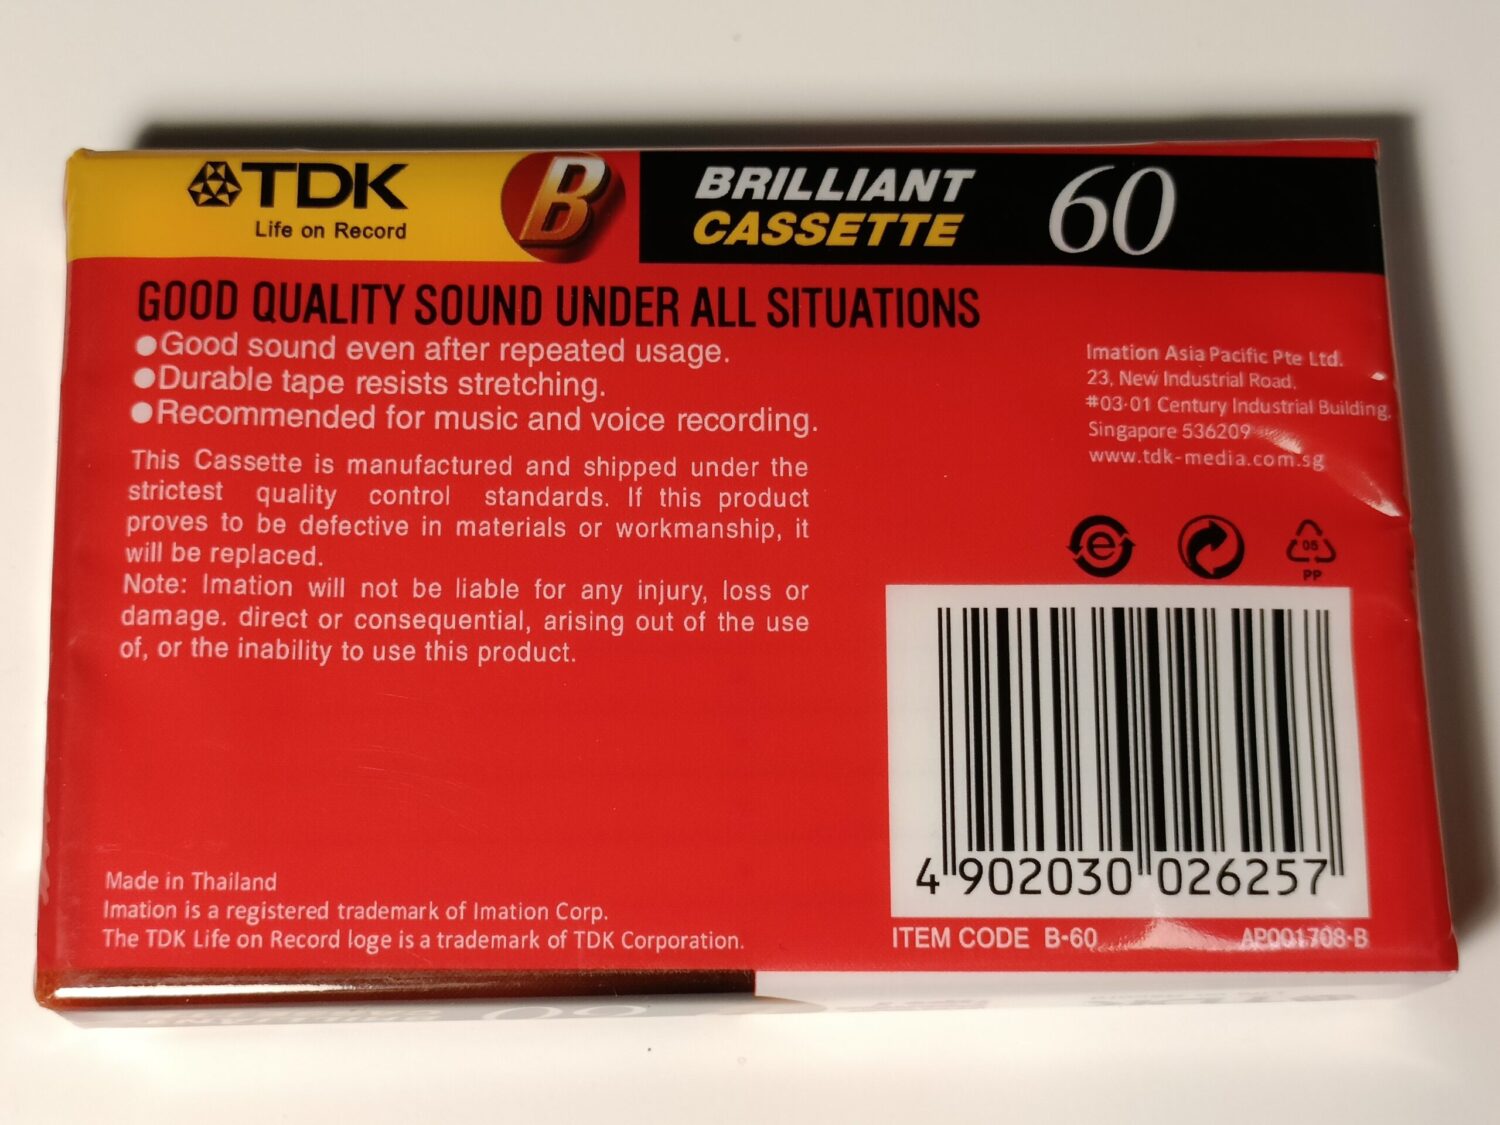 TDK
Life on Record
B
BRILLIANT
CASSETTE
60
GOOD QUALITY SOUND UNDER ALL SITUATIONS
●Good sound even after repeated usage.
●Durable tape resists stretching.
●Recommended for music and voice recording.
This Cassette is manufactured and shipped under the
strictest quality control standards. If this product
proves to be defective in materials or workmanship, it
will be replaced.
Note: Imation will not be liable for any injury, loss or
damage. direct or consequential, arising out of the use
of, or the inability to use this product.
Imation Asia Pacific Pte Ltd.
23, New Industrial Road,
#03-01 Century Industrial Building,
Singapore 536209
www.tdk-media.com.sg
e
05
PP
4 902030 026257
ITEM CODE B-60
AP001708-B
Made in Thailand
Imation is a registered trademark of Imation Corp.
The TDK Life on Record loge is a trademark of TDK Corporation.
60
TDK